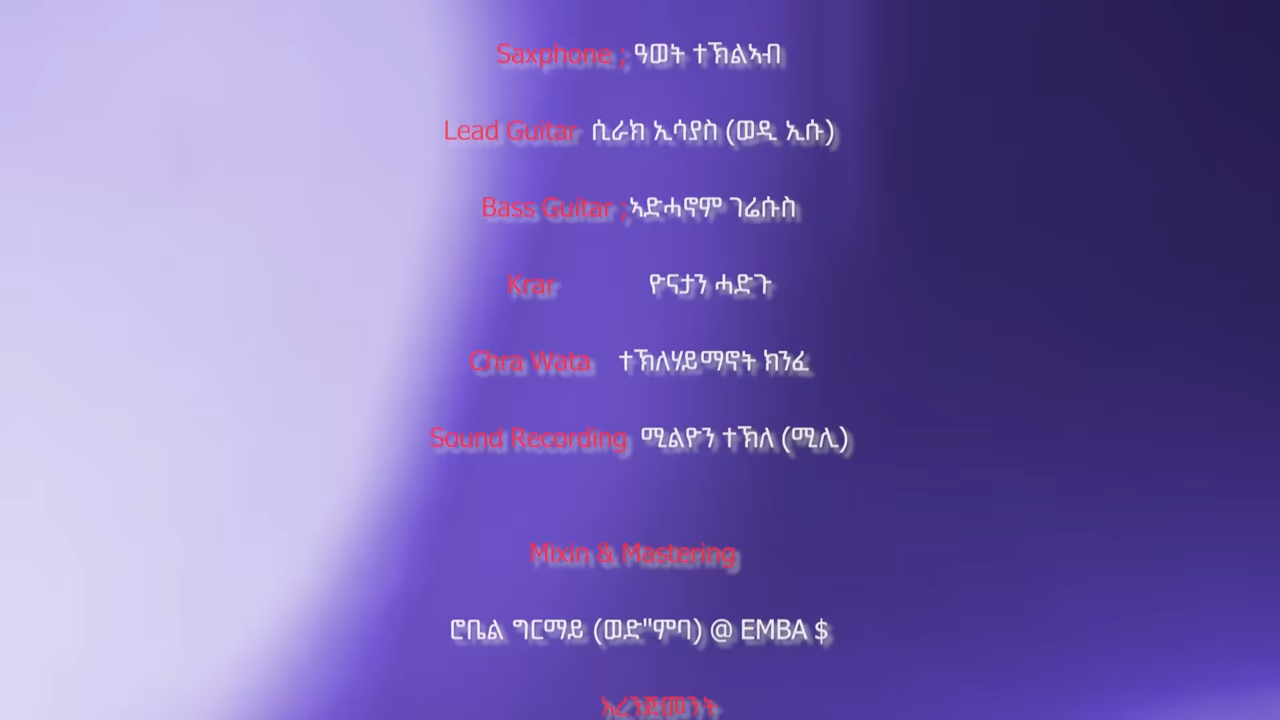 Saxphone ; ዓወት ተኽልኣብ
Lead Guitar ሲራክ ኢሳያስ (ወዲ ኢሱ)
Bass Guitar ;ኣድሓኖም ገሬሱስ
Krar ዮናታን ሓድጉ
Chra Wata ተኽለሃይማኖት ክንፈ
Sound Recording ሚልዮን ተኽለ (ሚሊ)
Mixin & Mastering
ሮቤል ግርማይ (ወድ"ምባ) @ EMBA $
ኣረንጅመንት